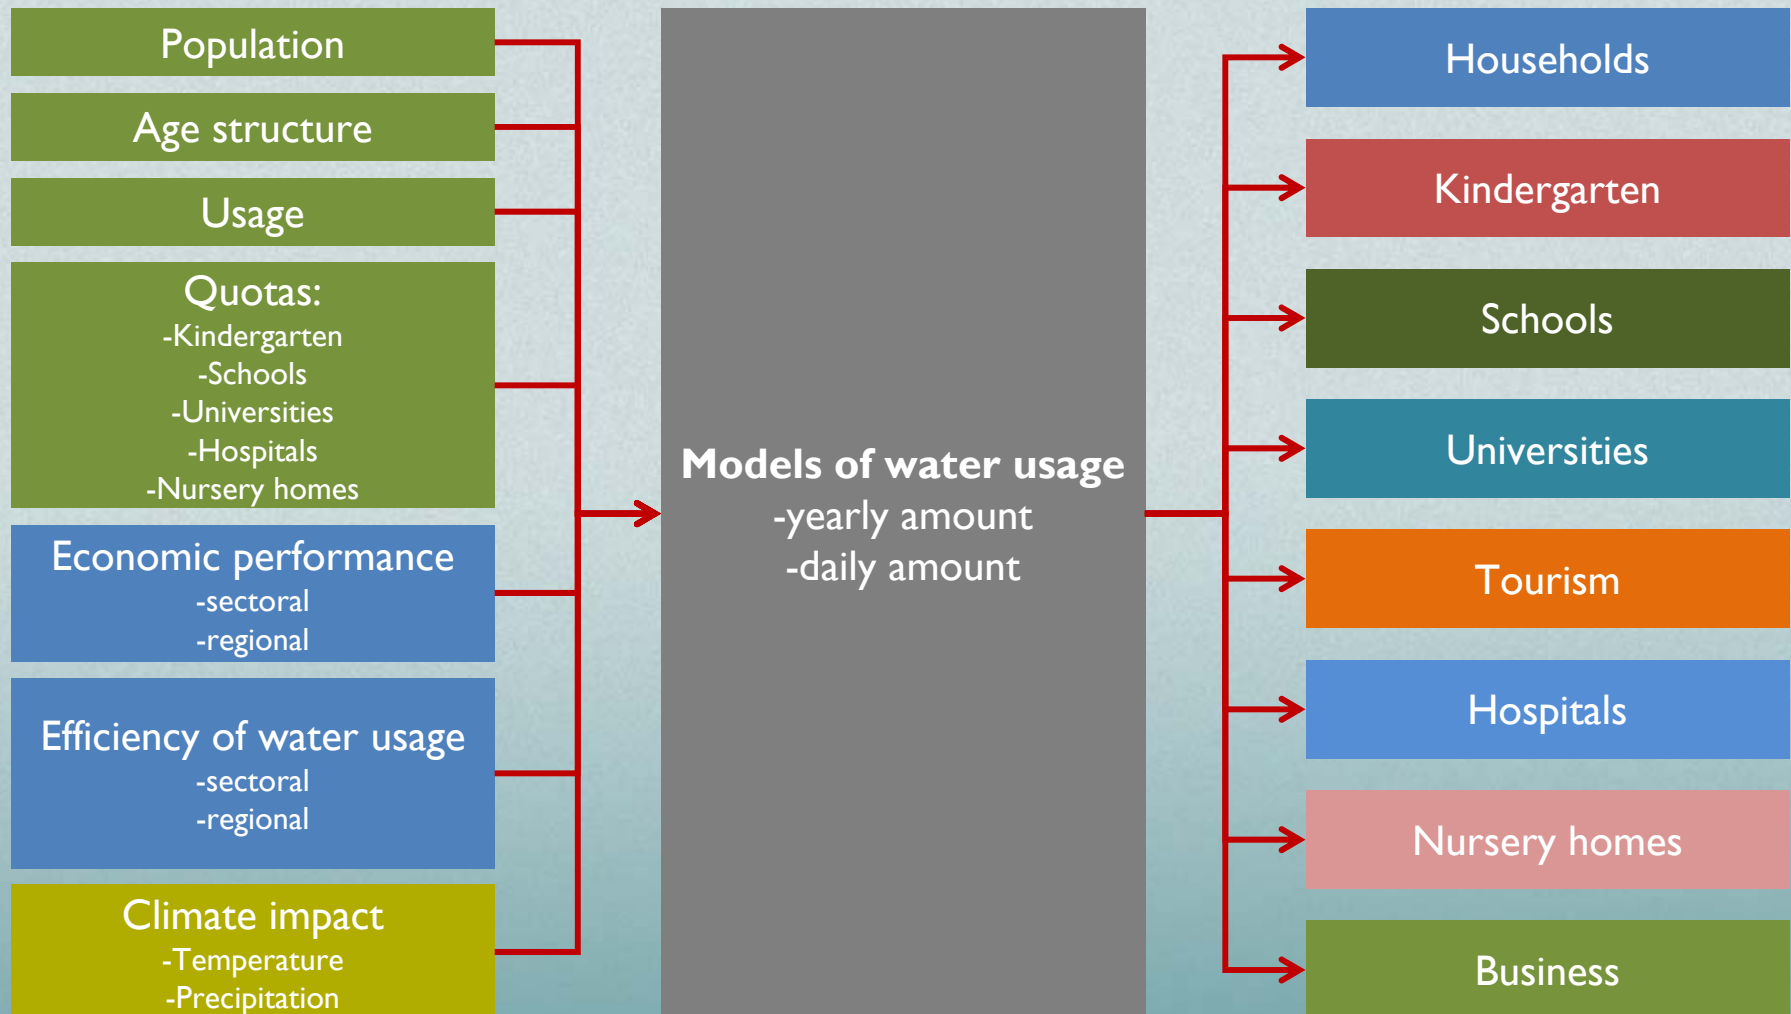 Population
Age structure
Usage
Quotas:
-Kindergarten
-Schools
-Universities
-Hospitals
-Nursery homes
Economic performance
-sectoral
-regional
Efficiency of water usage
-sectoral
-regional
Climate impact
-Temperature
-Precipitation
Models of water usage
-yearly amount
-daily amount
Households
Kindergarten
Schools
Universities
Tourism
Hospitals
Nursery homes
Business